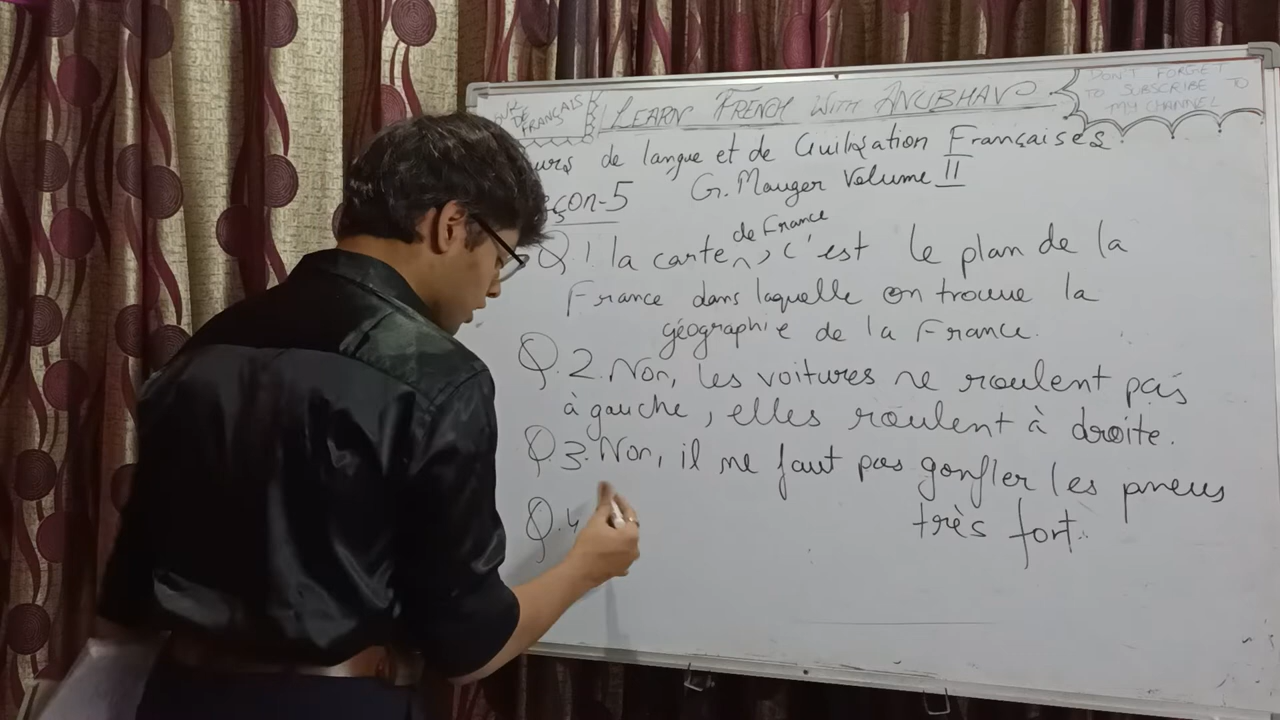 DE
FRANÇAIS
LEARN FRENCH WITH ANUBHAV
DON'T FORGET
TO SUBSCRIBE TO
MY CHANNEL
urs de langue et de Civilisation Françaises.
G. Mauger Volume II
çon-5
Q.1 la carte de France, c'est le plan de la
France dans laquelle on trouve la
géographie de la France.
Q.2. Non, les voitures ne roulent pas
à gauche, elles roulent à droite.
Q.3. Non, il ne faut pas gonfler les pneus
très fort.
Q.4